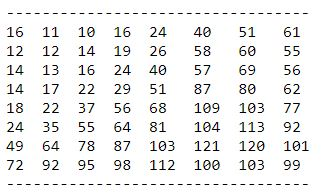 ---------------------------------
16 11 10 16 24 40 51 61
12 12 14 19 26 58 60 55
14 13 16 24 40 57 69 56
14 17 22 29 51 87 80 62
18 22 37 56 68 109 103 77
24 35 55 64 81 104 113 92
49 64 78 87 103 121 120 101
72 92 95 98 112 100 103 99
---------------------------------